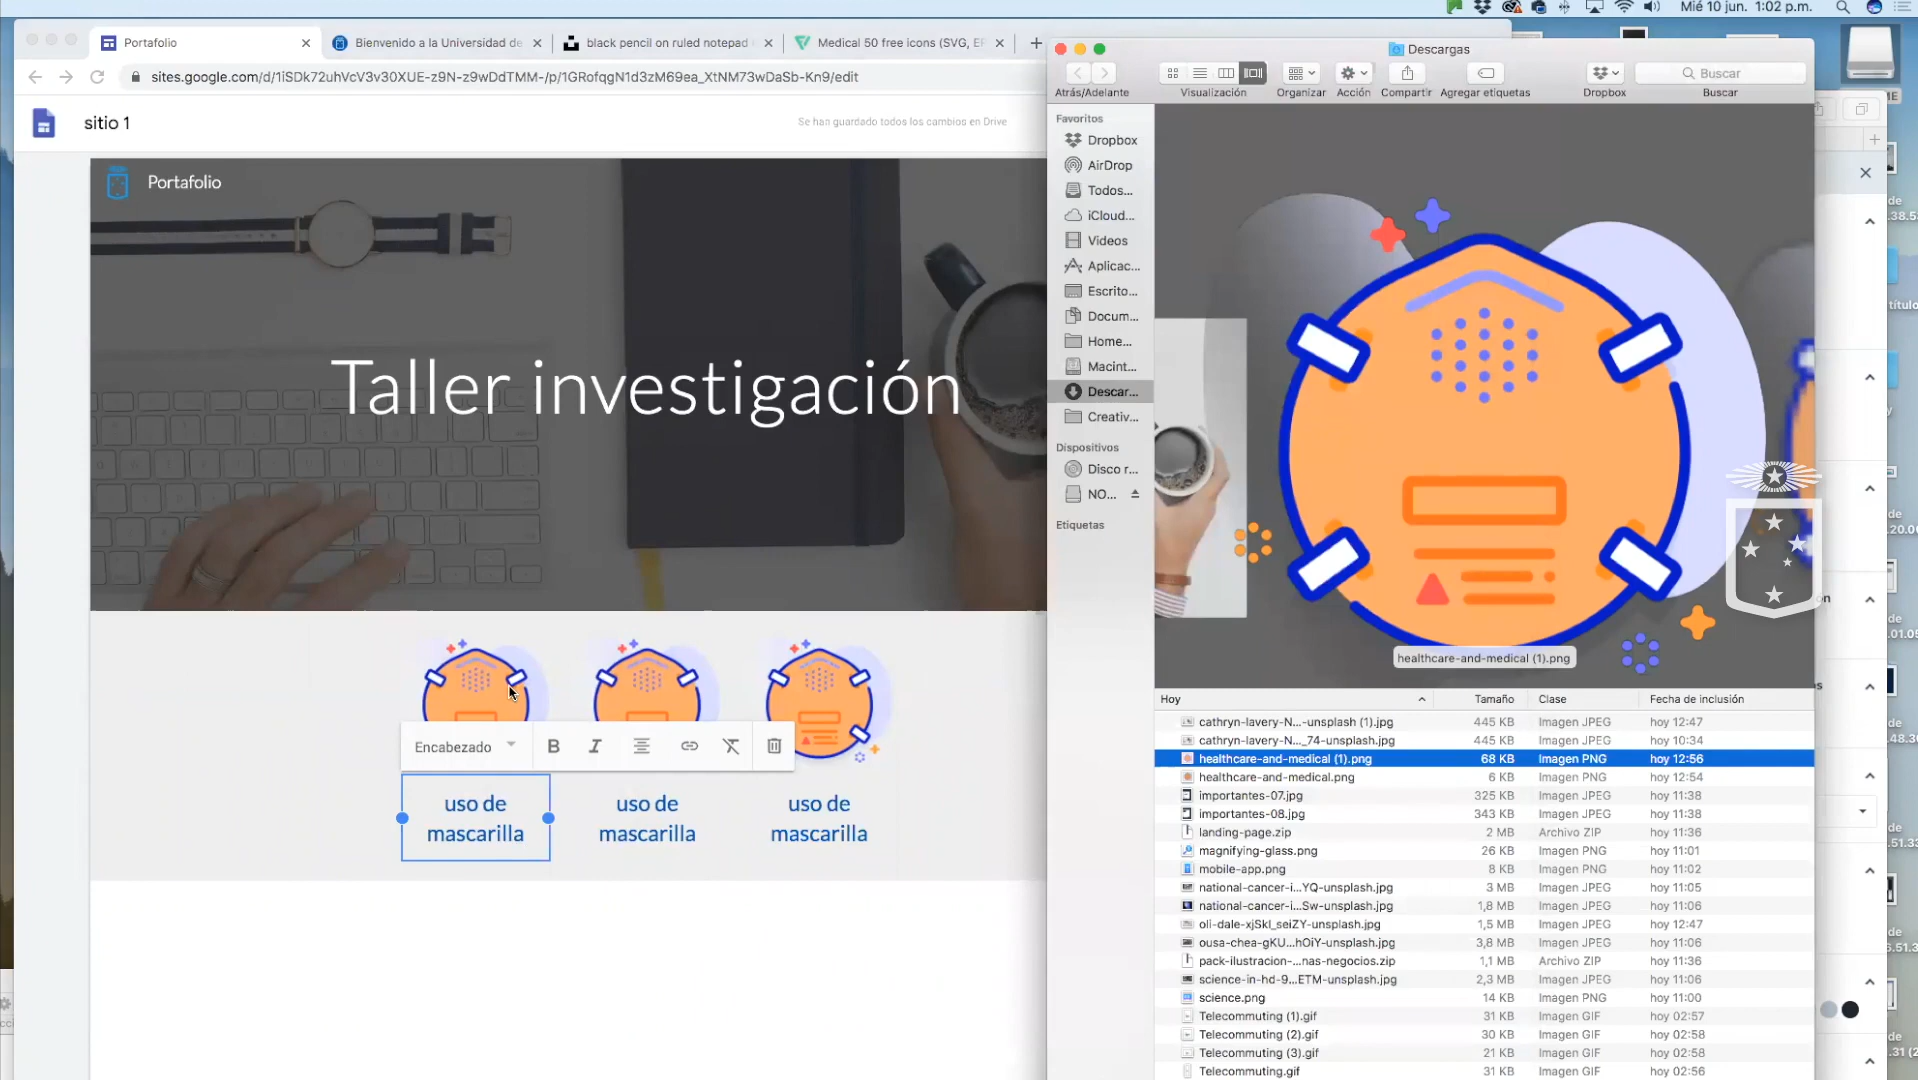 Mié 10 jun. 1:02 p.m.
Portafolio
Bienvenido a la Universidad de
black pencil on ruled notepad
Medical 50 free icons (SVG, EP
sites.google.com/d/1iSDk72uhVcV3v30XUE-z9N-z9wDdTMM-/p/1GRofqgN1d3zM69ea_XtNM73wDaSb-Kn9/edit
sitio 1
Se han guardado todos los cambios en Drive
Portafolio
Taller investigación
Encabezado
B
I
uso de
mascarilla
uso de
mascarilla
uso de
mascarilla
Descargas
Buscar
Atrás/Adelante
Visualización
Organizar
Acción
Compartir
Agregar etiquetas
Dropbox
Buscar
Favoritos
Dropbox
AirDrop
Todos...
iCloud...
Videos
Aplicac...
Escrito...
Docum...
Home...
Macint...
Descar...
Creativ...
Dispositivos
Disco r...
NO...
Etiquetas
healthcare-and-medical (1).png
Hoy Tamaño Clase Fecha de inclusión
cathryn-lavery-N...-unsplash (1).jpg 445 KB Imagen JPEG hoy 12:47
cathryn-lavery-N..._74-unsplash.jpg 445 KB Imagen JPEG hoy 10:34
healthcare-and-medical (1).png 68 KB Imagen PNG hoy 12:56
healthcare-and-medical.png 6 KB Imagen PNG hoy 12:54
importantes-07.jpg 325 KB Imagen JPEG hoy 11:38
importantes-08.jpg 343 KB Imagen JPEG hoy 11:38
landing-page.zip 2 MB Archivo ZIP hoy 11:36
magnifying-glass.png 26 KB Imagen PNG hoy 11:01
mobile-app.png 8 KB Imagen PNG hoy 11:02
national-cancer-i...YQ-unsplash.jpg 3 MB Imagen JPEG hoy 11:05
national-cancer-i...Sw-unsplash.jpg 1,8 MB Imagen JPEG hoy 11:06
oli-dale-xjSkI_seiZY-unsplash.jpg 1,5 MB Imagen JPEG hoy 12:47
ousa-chea-gKU...hOiY-unsplash.jpg 3,8 MB Imagen JPEG hoy 11:06
pack-ilustracion-...nas-negocios.zip 1,1 MB Archivo ZIP hoy 11:36
science-in-hd-9...ETM-unsplash.jpg 2,3 MB Imagen JPEG hoy 11:06
science.png 14 KB Imagen PNG hoy 11:00
Telecommuting (1).gif 31 KB Imagen GIF hoy 02:57
Telecommuting (2).gif 30 KB Imagen GIF hoy 02:58
Telecommuting (3).gif 21 KB Imagen GIF hoy 02:58
Telecommuting.gif 31 KB Imagen GIF hoy 02:56